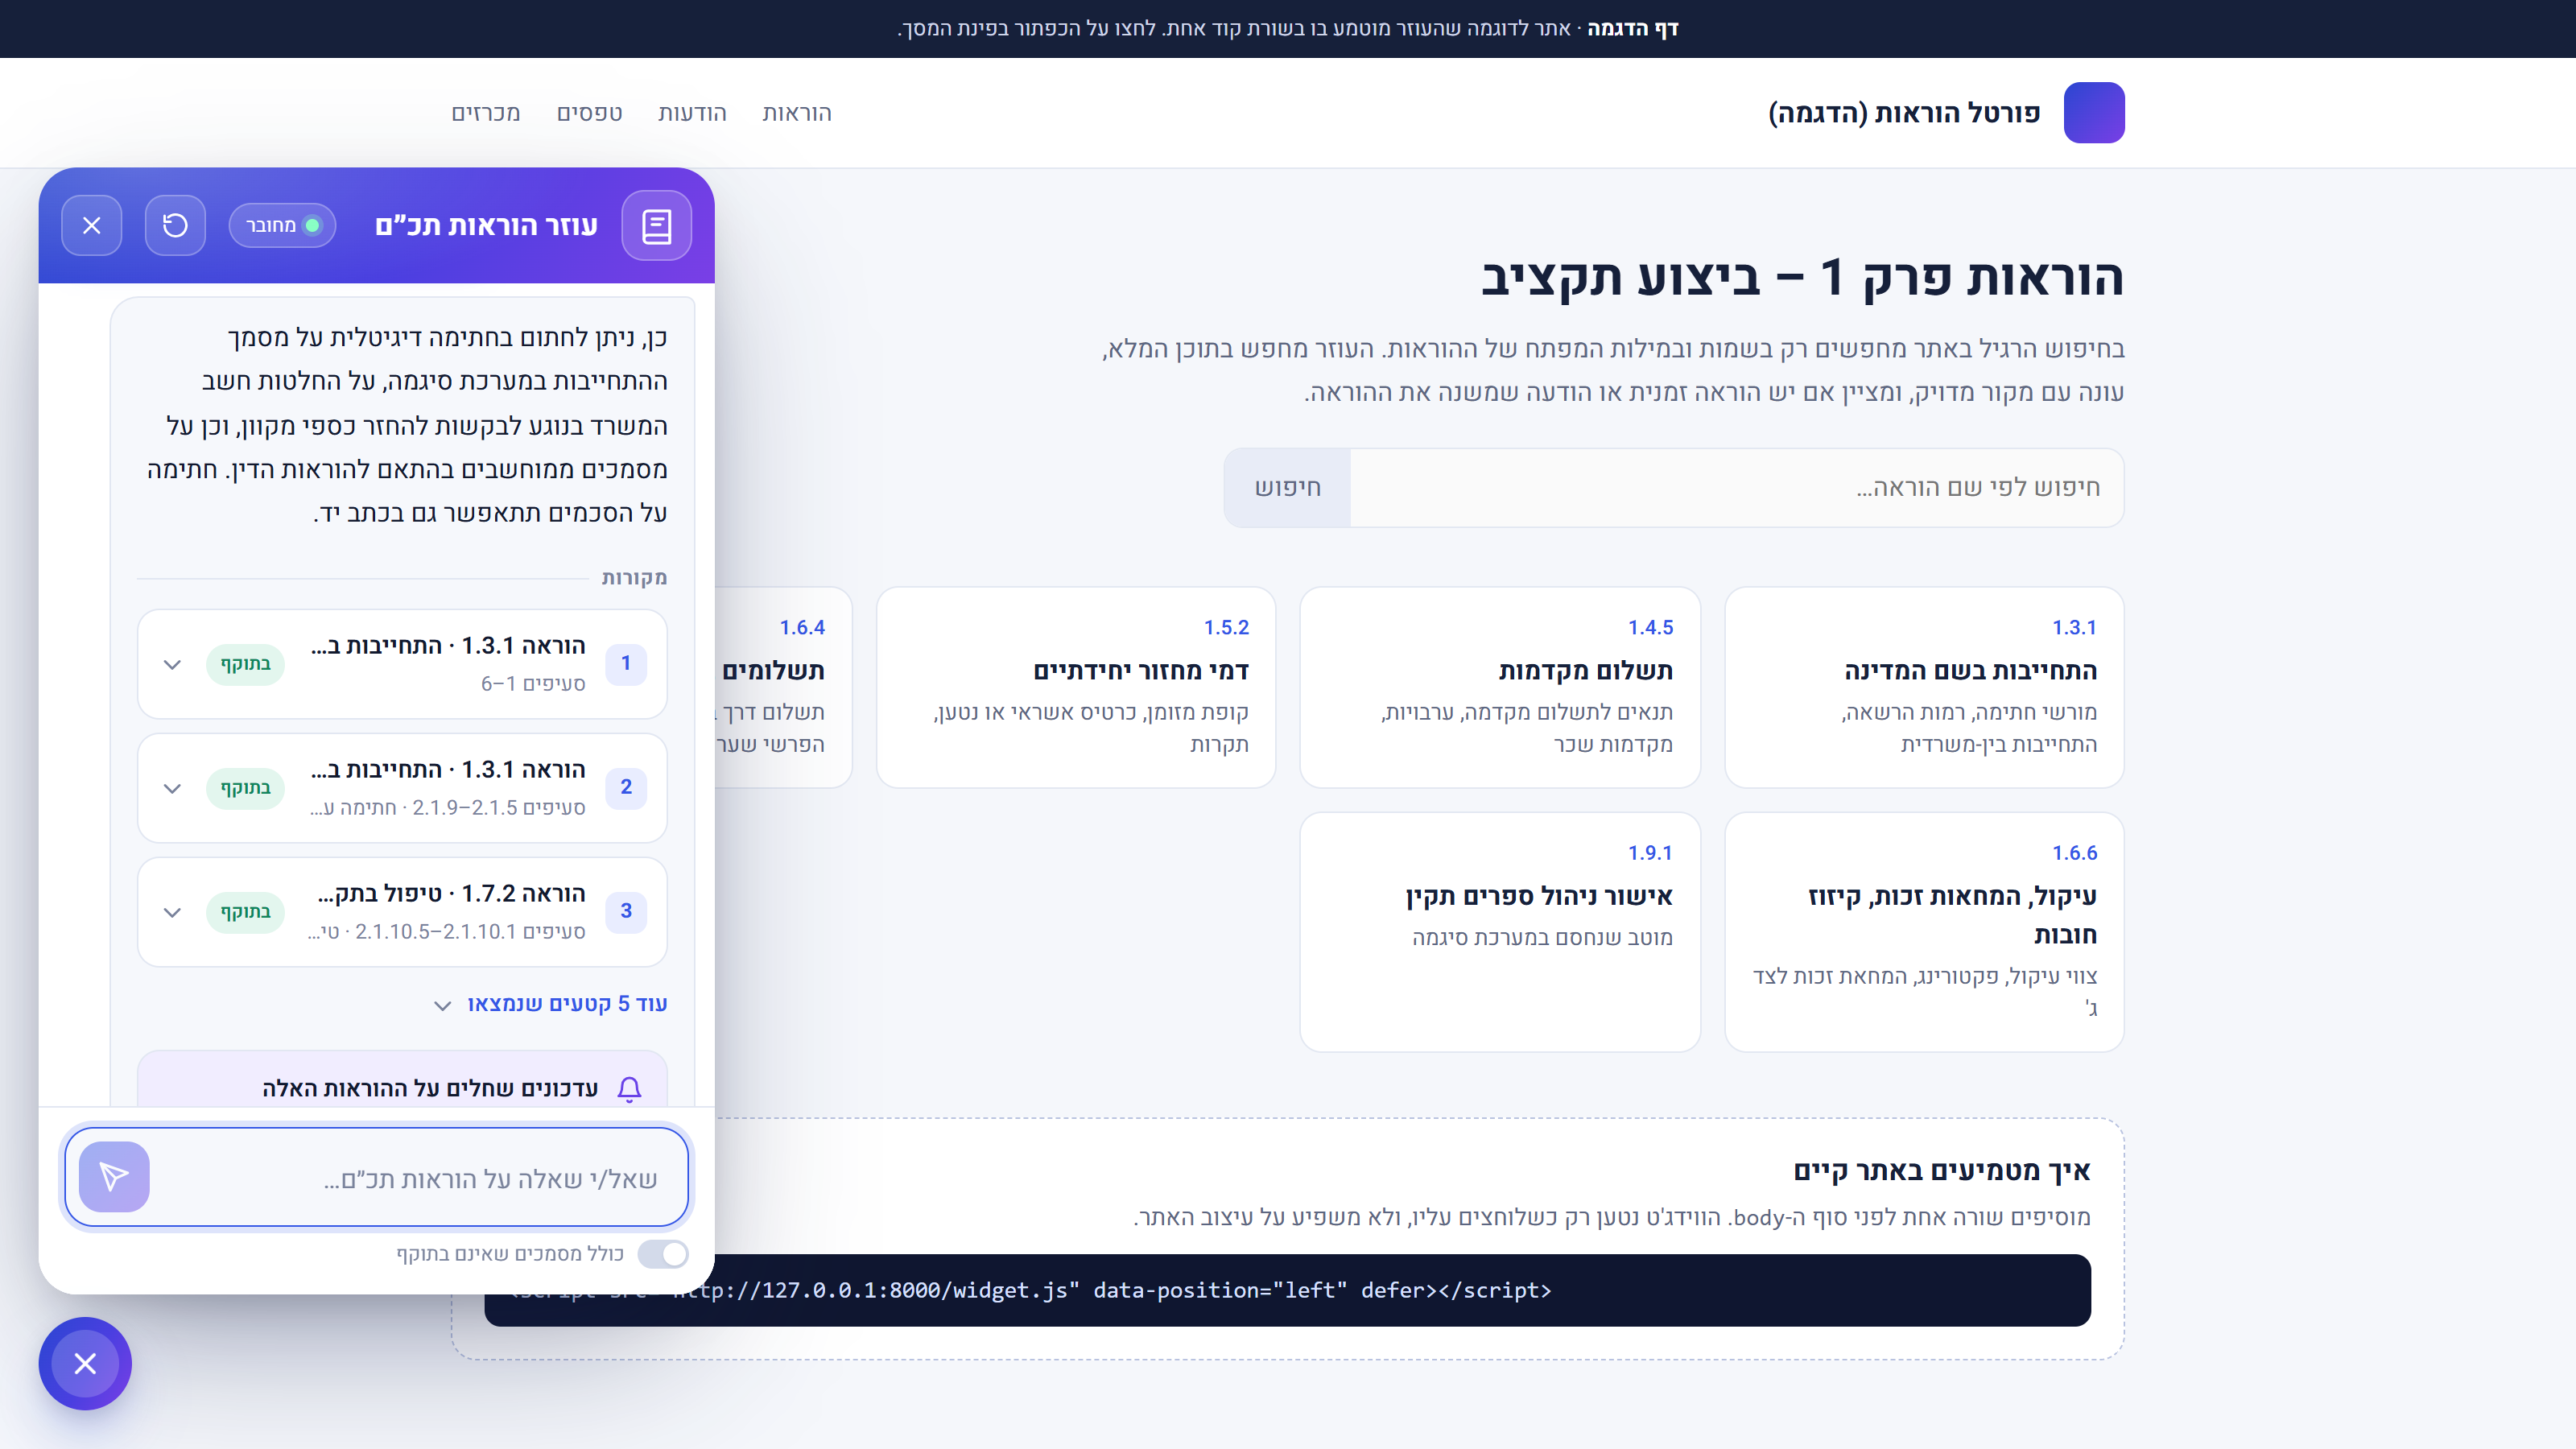 דף הדגמה · אתר לדוגמה שהעוזר מוטמע בו בשורת קוד אחת. לחצו על הכפתור בפינת המסך.
פורטל הוראות (הדגמה)
הוראות
הודעות
טפסים
מכרזים
הוראות פרק 1 – ביצוע תקציב
בחיפוש הרגיל באתר מחפשים רק בשמות ובמילות המפתח של ההוראות. העוזר מחפש בתוכן המלא,
עונה עם מקור מדויק, ומציין אם יש הוראה זמנית או הודעה שמשנה את ההוראה.
חיפוש לפי שם הוראה...
חיפוש
1.3.1
התחייבות בשם המדינה
מורשי חתימה, רמות הרשאה,
התחייבות בין-משרדית
1.4.5
תשלום מקדמות
תנאים לתשלום מקדמה, ערבויות,
מקדמות שכר
1.5.2
דמי מחזור יחידתיים
קופת מזומן, כרטיס אשראי או נטען,
תקרות
1.6.4
תשלומים
תשלום דרך
הפרשי שער
1.6.6
עיקול, המחאות זכות, קיזוז
חובות
צווי עיקול, פקטורינג, המחאת זכות לצד
ג'
1.9.1
אישור ניהול ספרים תקין
מוטב שנחסם במערכת סיגמה
איך מטמיעים באתר קיים
מוסיפים שורה אחת לפני סוף ה-body. הווידג'ט נטען רק כשלוחצים עליו, ולא משפיע על עיצוב האתר.
http://127.0.0.1:8000/widget.js" data-position="left" defer></script>
עוזר הוראות תכ״ם
מחובר
כן, ניתן לחתום בחתימה דיגיטלית על מסמך
ההתחייבות במערכת סיגמה, על החלטות חשב
המשרד בנוגע לבקשות להחזר כספי מקוון, וכן על
מסמכים ממוחשבים בהתאם להוראות הדין. חתימה
על הסכמים תתאפשר גם בכתב יד.
מקורות
1
הוראה 1.3.1 · התחייבות ב...
סעיפים 1–6
בתוקף
2
הוראה 1.3.1 · התחייבות ב...
סעיפים 2.1.5–2.1.9 · חתימה ע...
בתוקף
3
הוראה 1.7.2 · טיפול בתק...
סעיפים 2.1.10.1–2.1.10.5 · טי...
בתוקף
עוד 5 קטעים שנמצאו
עדכונים שחלים על ההוראות האלה
שאל/י שאלה על הוראות תכ״ם...
כולל מסמכים שאינם בתוקף